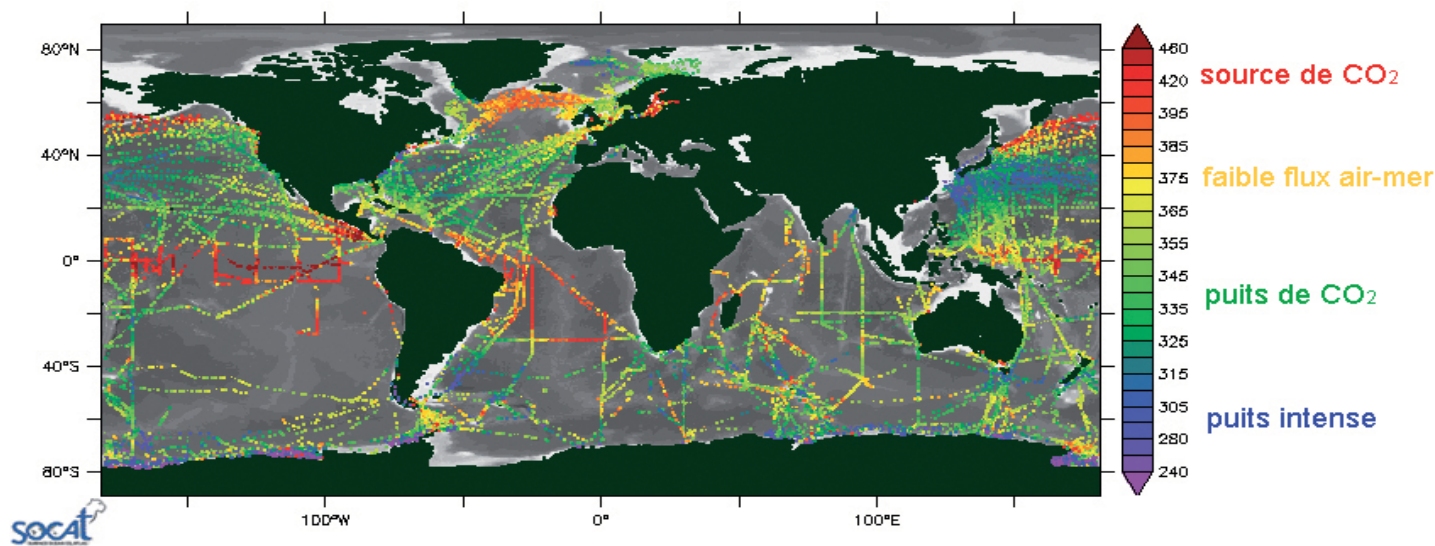 80°N
40°N
0°
40°S
80°S
100°W
0°
100°E
460
420
395
385
375
365
355
345
335
325
315
305
280
240
source de CO₂
faible flux air-mer
puits de CO₂
puits intense
SOCAT